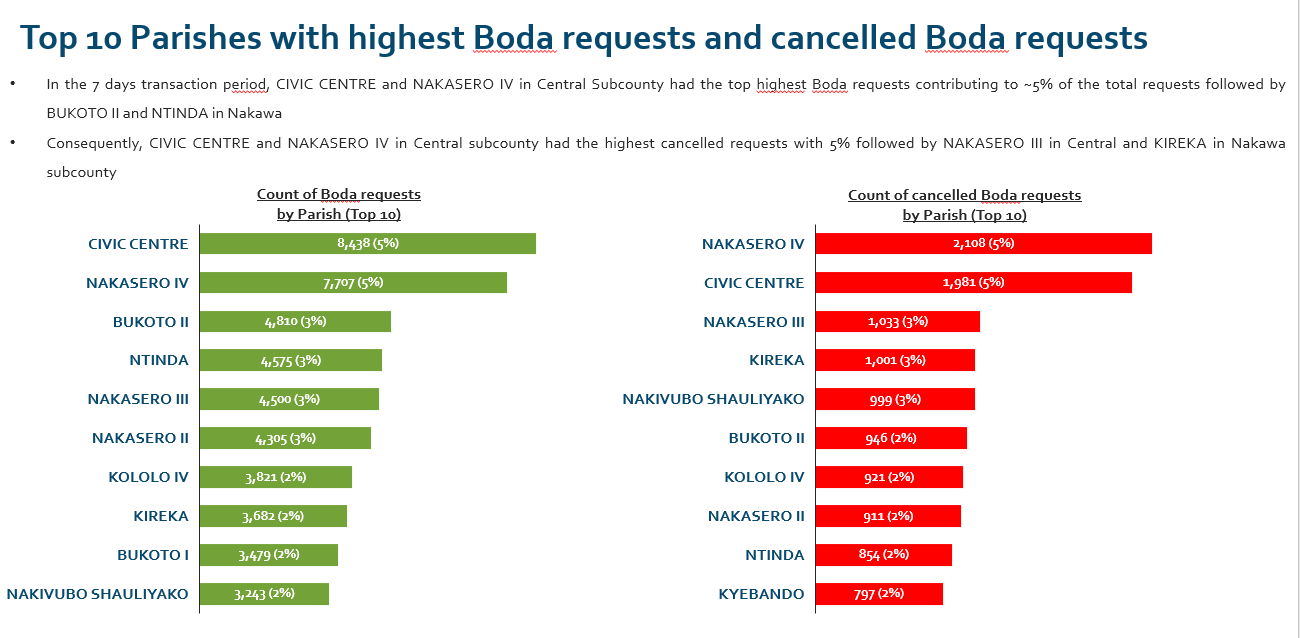 Top 10 Parishes with highest Boda requests and cancelled Boda requests
• In the 7 days transaction period, CIVIC CENTRE and NAKASERO IV in Central Subcounty had the top highest Boda requests contributing to ~5% of the total requests followed by
BUKOTO II and NTINDA in Nakawa
• Consequently, CIVIC CENTRE and NAKASERO IV in Central subcounty had the highest cancelled requests with 5% followed by NAKASERO III in Central and KIREKA in Nakawa
subcounty
Count of Boda requests
by Parish (Top 10)
CIVIC CENTRE 8,438 (5%)
NAKASERO IV 7,707 (5%)
BUKOTO II 4,810 (3%)
NTINDA 4,575 (3%)
NAKASERO III 4,500 (3%)
NAKASERO II 4,305 (3%)
KOLOLO IV 3,821 (2%)
KIREKA 3,682 (2%)
BUKOTO I 3,479 (2%)
NAKIVUBO SHAULIYAKO 3,243 (2%)
Count of cancelled Boda requests
by Parish (Top 10)
NAKASERO IV 2,108 (5%)
CIVIC CENTRE 1,981 (5%)
NAKASERO III 1,033 (3%)
KIREKA 1,001 (3%)
NAKIVUBO SHAULIYAKO 999 (3%)
BUKOTO II 946 (2%)
KOLOLO IV 921 (2%)
NAKASERO II 911 (2%)
NTINDA 854 (2%)
KYEBANDO 797 (2%)